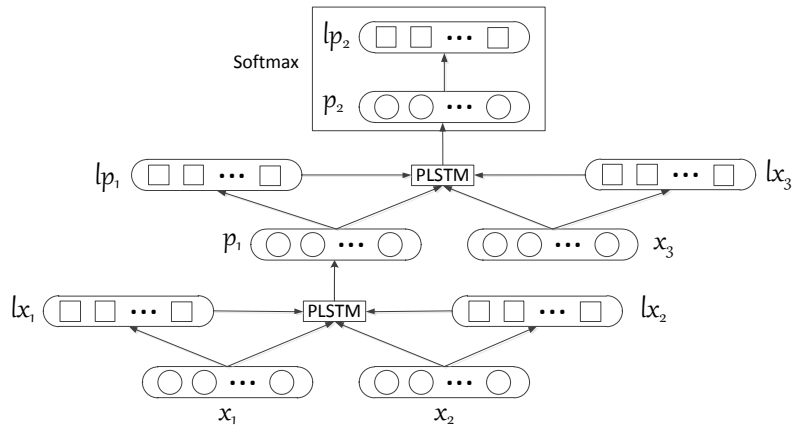 lp₂
Softmax
p₂
lp₁
PLSTM
lx₃
p₁
x₃
lx₁
PLSTM
lx₂
x₁
x₂